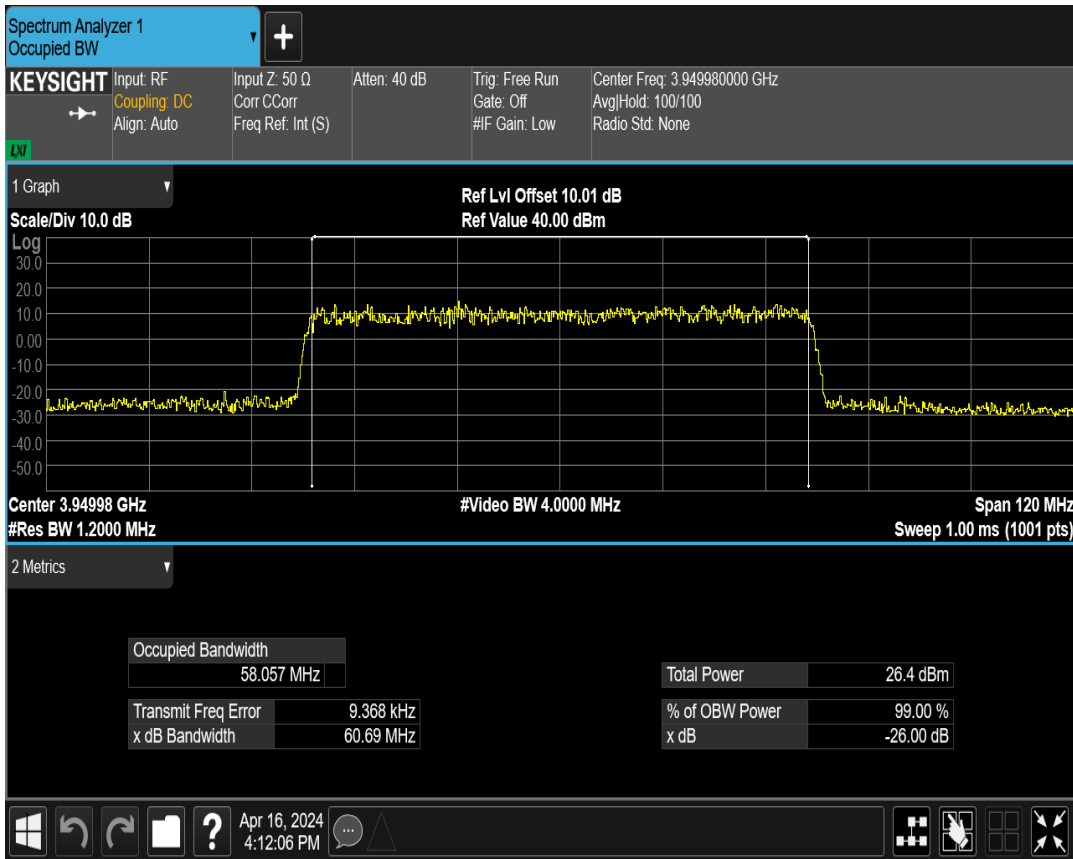 Spectrum Analyzer 1
Occupied BW
+
KEYSIGHT
LXI
Input: RF
Coupling: DC
Align: Auto
Input Z: 50 Ω
Corr CCorr
Freq Ref: Int (S)
Atten: 40 dB
Trig: Free Run
Gate: Off
#IF Gain: Low
Center Freq: 3.949980000 GHz
Avg|Hold: 100/100
Radio Std: None
1 Graph
Scale/Div 10.0 dB
Ref Lvl Offset 10.01 dB
Ref Value 40.00 dBm
Log
30.0
20.0
10.0
0.00
-10.0
-20.0
-30.0
-40.0
-50.0
Center 3.94998 GHz
#Res BW 1.2000 MHz
#Video BW 4.0000 MHz
Span 120 MHz
Sweep 1.00 ms (1001 pts)
2 Metrics
Occupied Bandwidth
58.057 MHz
Transmit Freq Error 9.368 kHz
x dB Bandwidth 60.69 MHz
Total Power 26.4 dBm
% of OBW Power 99.00 %
x dB -26.00 dB
?
Apr 16, 2024
4:12:06 PM